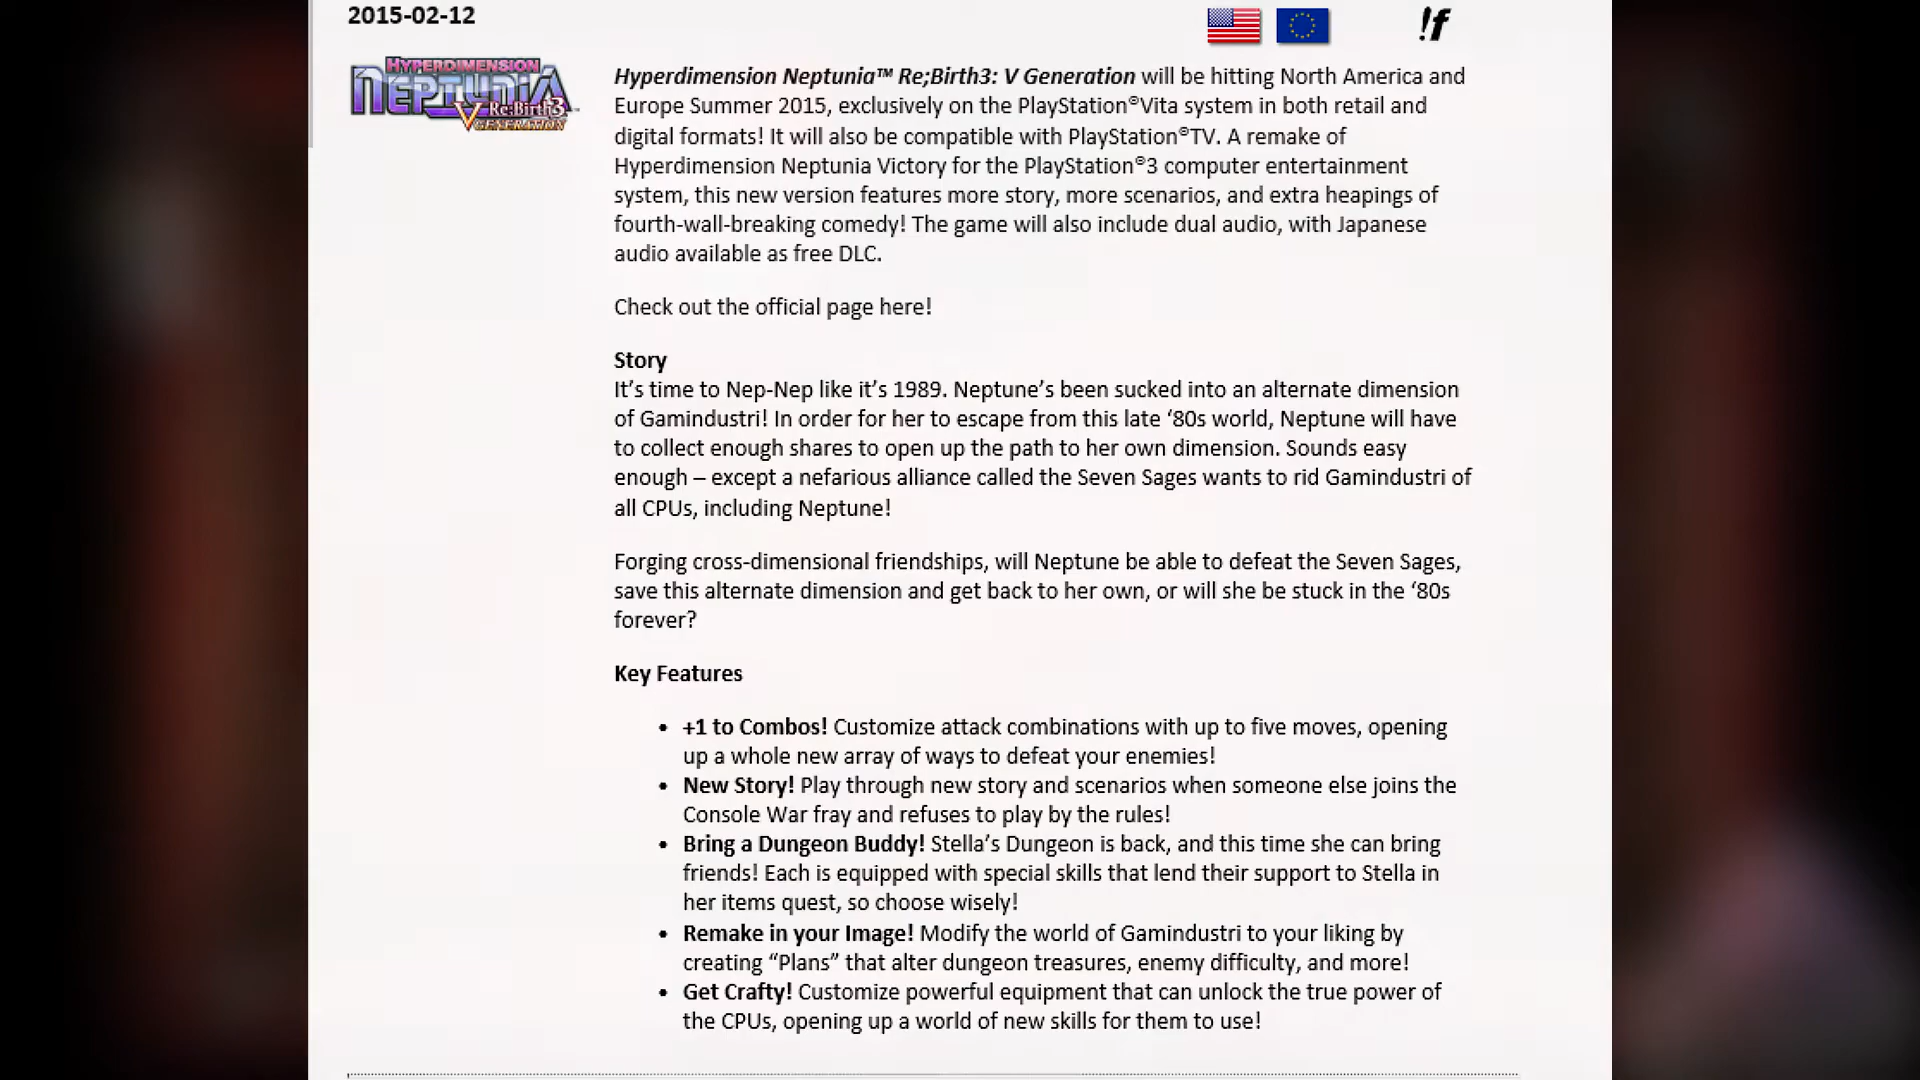 2015-02-12
!f
HYPERDIMENSION
NEPTUNIA
V Re;Birth3
GENERATION
Hyperdimension Neptunia™ Re;Birth3: V Generation will be hitting North America and
Europe Summer 2015, exclusively on the PlayStation®Vita system in both retail and
digital formats! It will also be compatible with PlayStation®TV. A remake of
Hyperdimension Neptunia Victory for the PlayStation®3 computer entertainment
system, this new version features more story, more scenarios, and extra heapings of
fourth-wall-breaking comedy! The game will also include dual audio, with Japanese
audio available as free DLC.
Check out the official page here!
Story
It’s time to Nep-Nep like it’s 1989. Neptune’s been sucked into an alternate dimension
of Gamindustri! In order for her to escape from this late ‘80s world, Neptune will have
to collect enough shares to open up the path to her own dimension. Sounds easy
enough – except a nefarious alliance called the Seven Sages wants to rid Gamindustri of
all CPUs, including Neptune!
Forging cross-dimensional friendships, will Neptune be able to defeat the Seven Sages,
save this alternate dimension and get back to her own, or will she be stuck in the ‘80s
forever?
Key Features
• +1 to Combos! Customize attack combinations with up to five moves, opening
up a whole new array of ways to defeat your enemies!
• New Story! Play through new story and scenarios when someone else joins the
Console War fray and refuses to play by the rules!
• Bring a Dungeon Buddy! Stella’s Dungeon is back, and this time she can bring
friends! Each is equipped with special skills that lend their support to Stella in
her items quest, so choose wisely!
• Remake in your Image! Modify the world of Gamindustri to your liking by
creating “Plans” that alter dungeon treasures, enemy difficulty, and more!
• Get Crafty! Customize powerful equipment that can unlock the true power of
the CPUs, opening up a world of new skills for them to use!